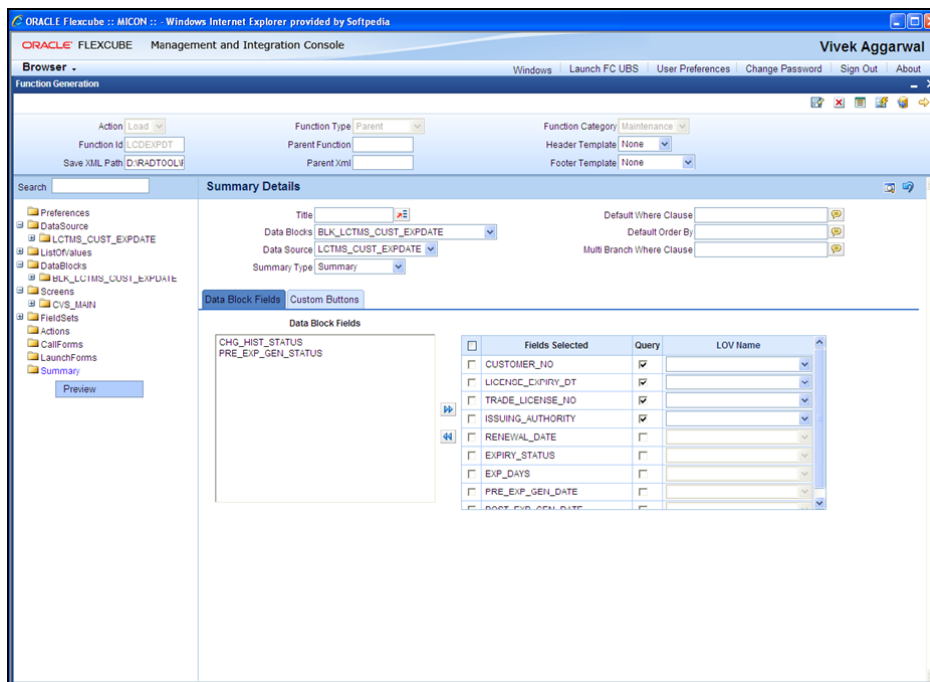 ORACLE Flexcube :: MICON :: - Windows Internet Explorer provided by Softpedia
ORACLE FLEXCUBE Management and Integration Console
Vivek Aggarwal
Browser
Windows Launch FC UBS User Preferences Change Password Sign Out About
Function Generation
Action Load Function Type Parent Function Category Maintenance
Function Id LCDEXPDT Parent Function Header Template None
Save XML Path D:\RADTOOL\F Parent Xml Footer Template None
Search
Preferences
DataSource
LCTMS_CUST_EXPDATE
ListOfValues
DataBlocks
BLK_LCTMS_CUST_EXPDATE
Screens
CVS_MAIN
FieldSets
Actions
CallForms
LaunchForms
Summary
Preview
Summary Details
Title Default Where Clause
Data Blocks BLK_LCTMS_CUST_EXPDATE Default Order By
Data Source LCTMS_CUST_EXPDATE Multi Branch Where Clause
Summary Type Summary
Data Block Fields Custom Buttons
Data Block Fields
CHG_HIST_STATUS
PRE_EXP_GEN_STATUS
Fields Selected Query LOV Name
CUSTOMER_NO
LICENSE_EXPIRY_DT
TRADE_LICENSE_NO
ISSUING_AUTHORITY
RENEWAL_DATE
EXPIRY_STATUS
EXP_DAYS
PRE_EXP_GEN_DATE
POST_EXP_GEN_DATE